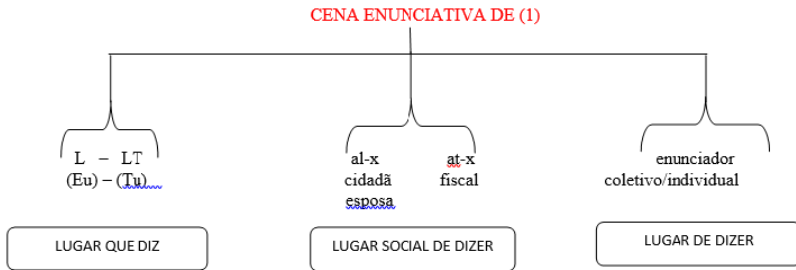 CENA ENUNCIATIVA DE (1)
L – LT
(Eu) – (Tu)
al-x at-x
cidadã fiscal
esposa
enunciador
coletivo/individual
LUGAR QUE DIZ
LUGAR SOCIAL DE DIZER
LUGAR DE DIZER